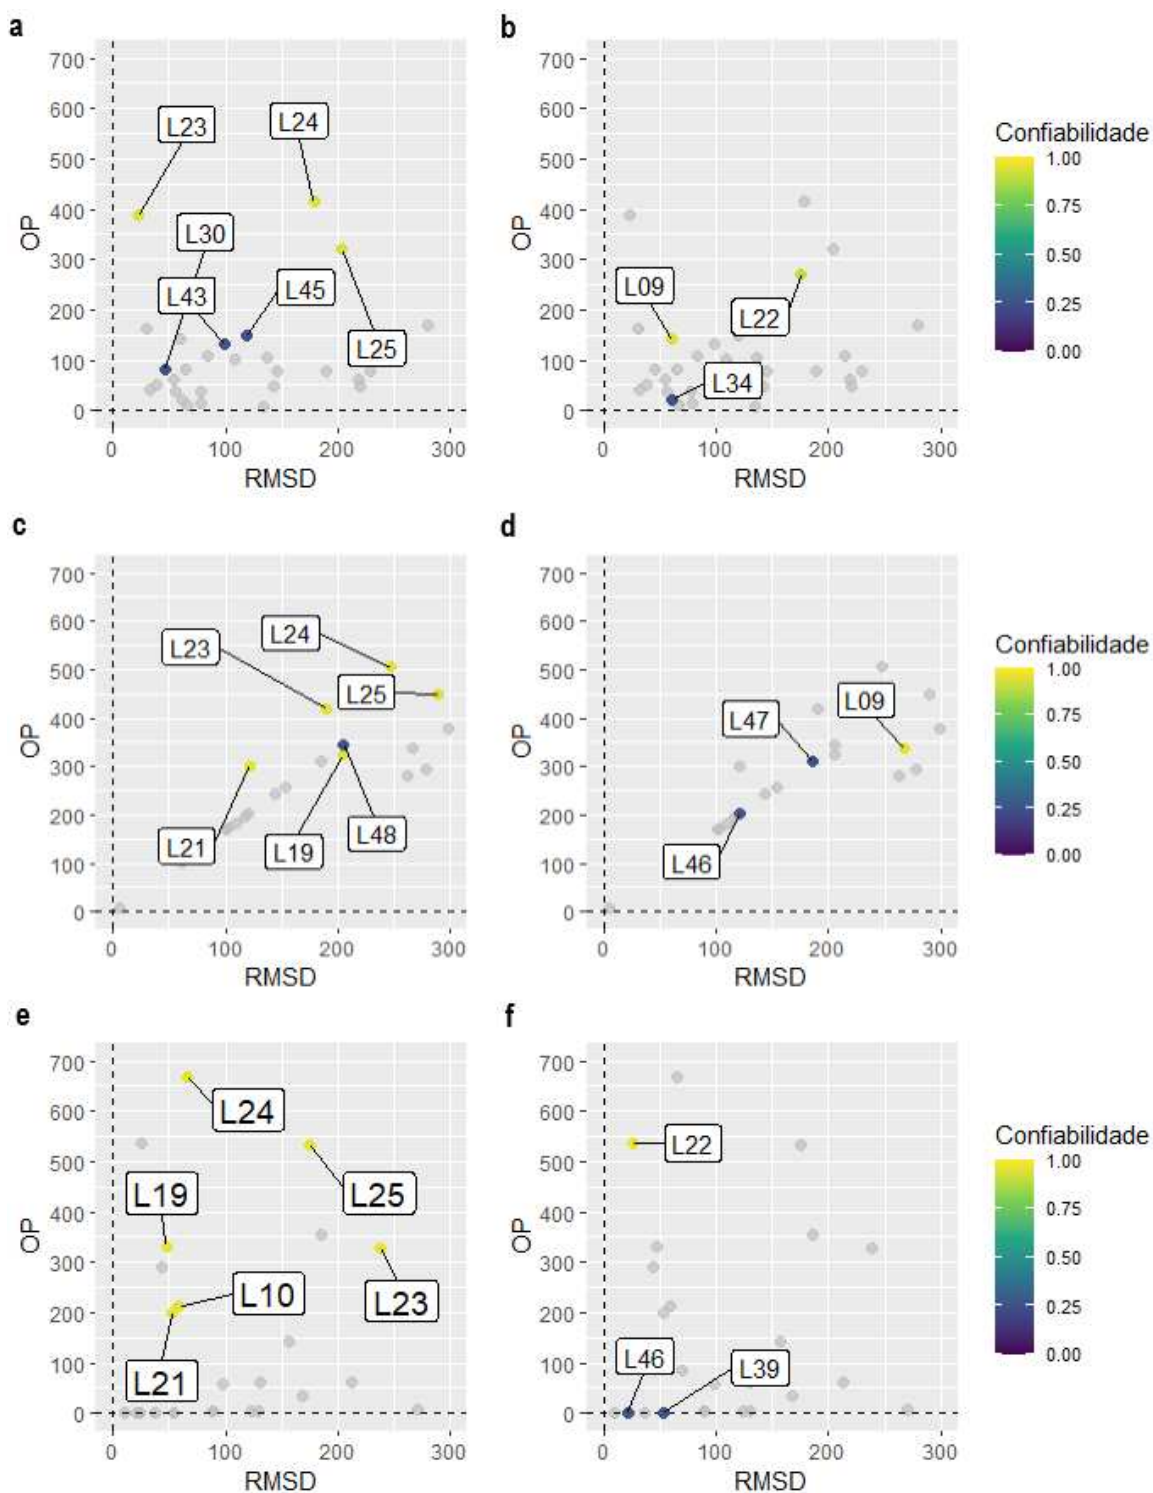 a
b
700
600
500
400
300
200
100
0
OP
L23
L24
L30
L43
L45
L25
0 100 200 300
RMSD
700
600
500
400
300
200
100
0
OP
L09
L22
L34
0 100 200 300
RMSD
Confiabilidade
1.00
0.75
0.50
0.25
0.00
c
d
700
600
500
400
300
200
100
0
OP
L24
L23
L25
L21
L19
L48
0 100 200 300
RMSD
700
600
500
400
300
200
100
0
OP
L09
L47
L46
0 100 200 300
RMSD
Confiabilidade
1.00
0.75
0.50
0.25
0.00
e
f
700
600
500
400
300
200
100
0
OP
L24
L19
L25
L10
L23
L21
0 100 200 300
RMSD
700
600
500
400
300
200
100
0
OP
L22
L46
L39
0 100 200 300
RMSD
Confiabilidade
1.00
0.75
0.50
0.25
0.00